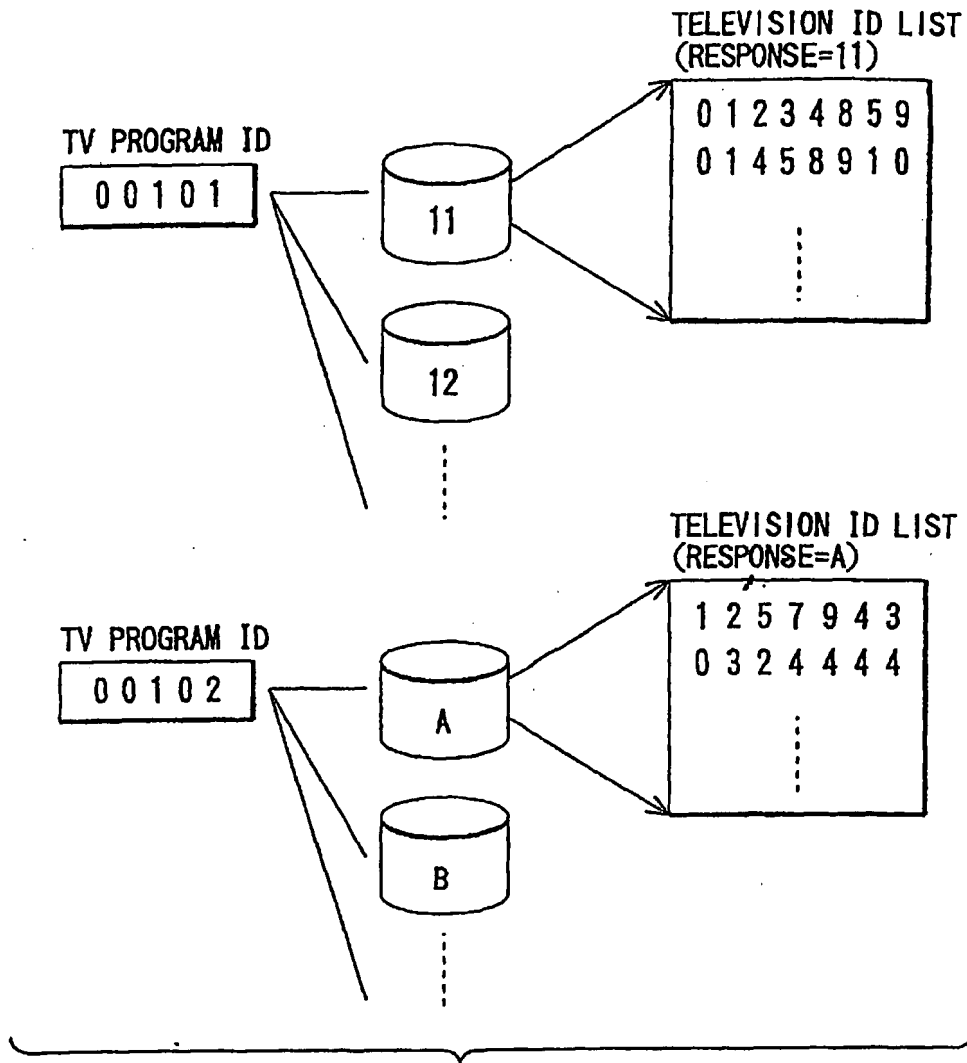 TELEVISION ID LIST
(RESPONSE=11)
0 1 2 3 4 8 5 9
0 1 4 5 8 9 1 0
TV PROGRAM ID
0 0 1 0 1
11
12
TELEVISION ID LIST
(RESPONSE=A)
1 2 5 7 9 4 3
0 3 2 4 4 4 4
TV PROGRAM ID
0 0 1 0 2
A
B